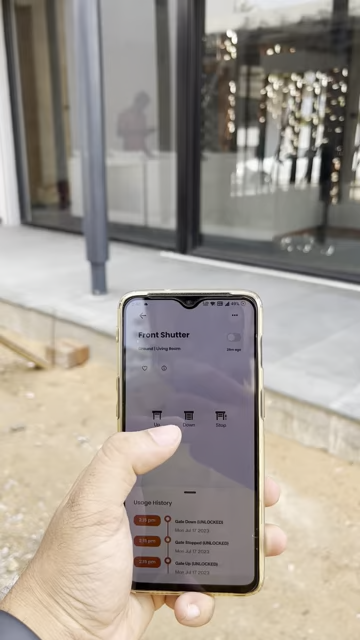 49%
Front Shutter
Up
Down
Stop
Usage History
Gate Down (UNLOCKED)
Mon Jul 17 2023
Gate Stopped (UNLOCKED)
Mon Jul 17 2023
Gate Up (UNLOCKED)
Mon Jul 17 2023